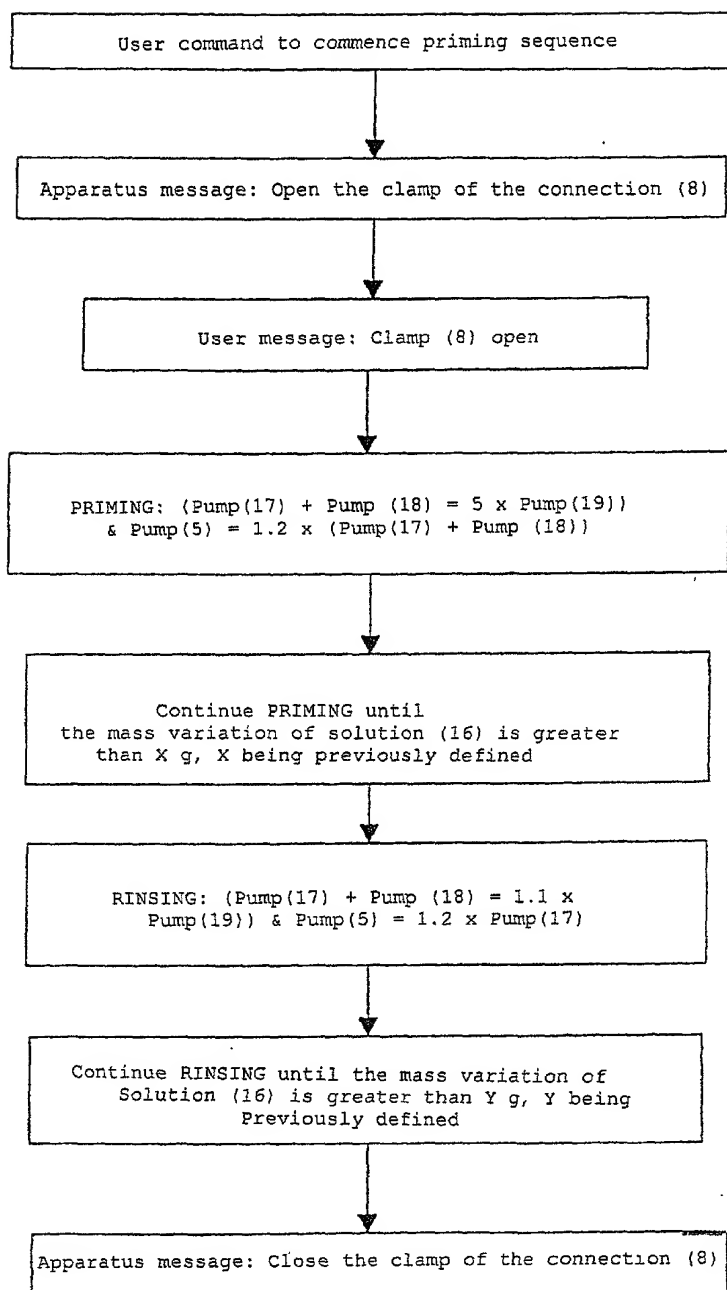 User command to commence priming sequence
Apparatus message: Open the clamp of the connection (8)
User message: Clamp (8) open
PRIMING: (Pump(17) + Pump (18) = 5 x Pump(19))
& Pump(5) = 1.2 x (Pump(17) + Pump (18))
Continue PRIMING until
the mass variation of solution (16) is greater
than X g, X being previously defined
RINSING: (Pump(17) + Pump (18) = 1.1 x
Pump(19)) & Pump(5) = 1.2 x Pump(17)
Continue RINSING until the mass variation of
Solution (16) is greater than Y g, Y being
Previously defined
Apparatus message: Close the clamp of the connection (8)